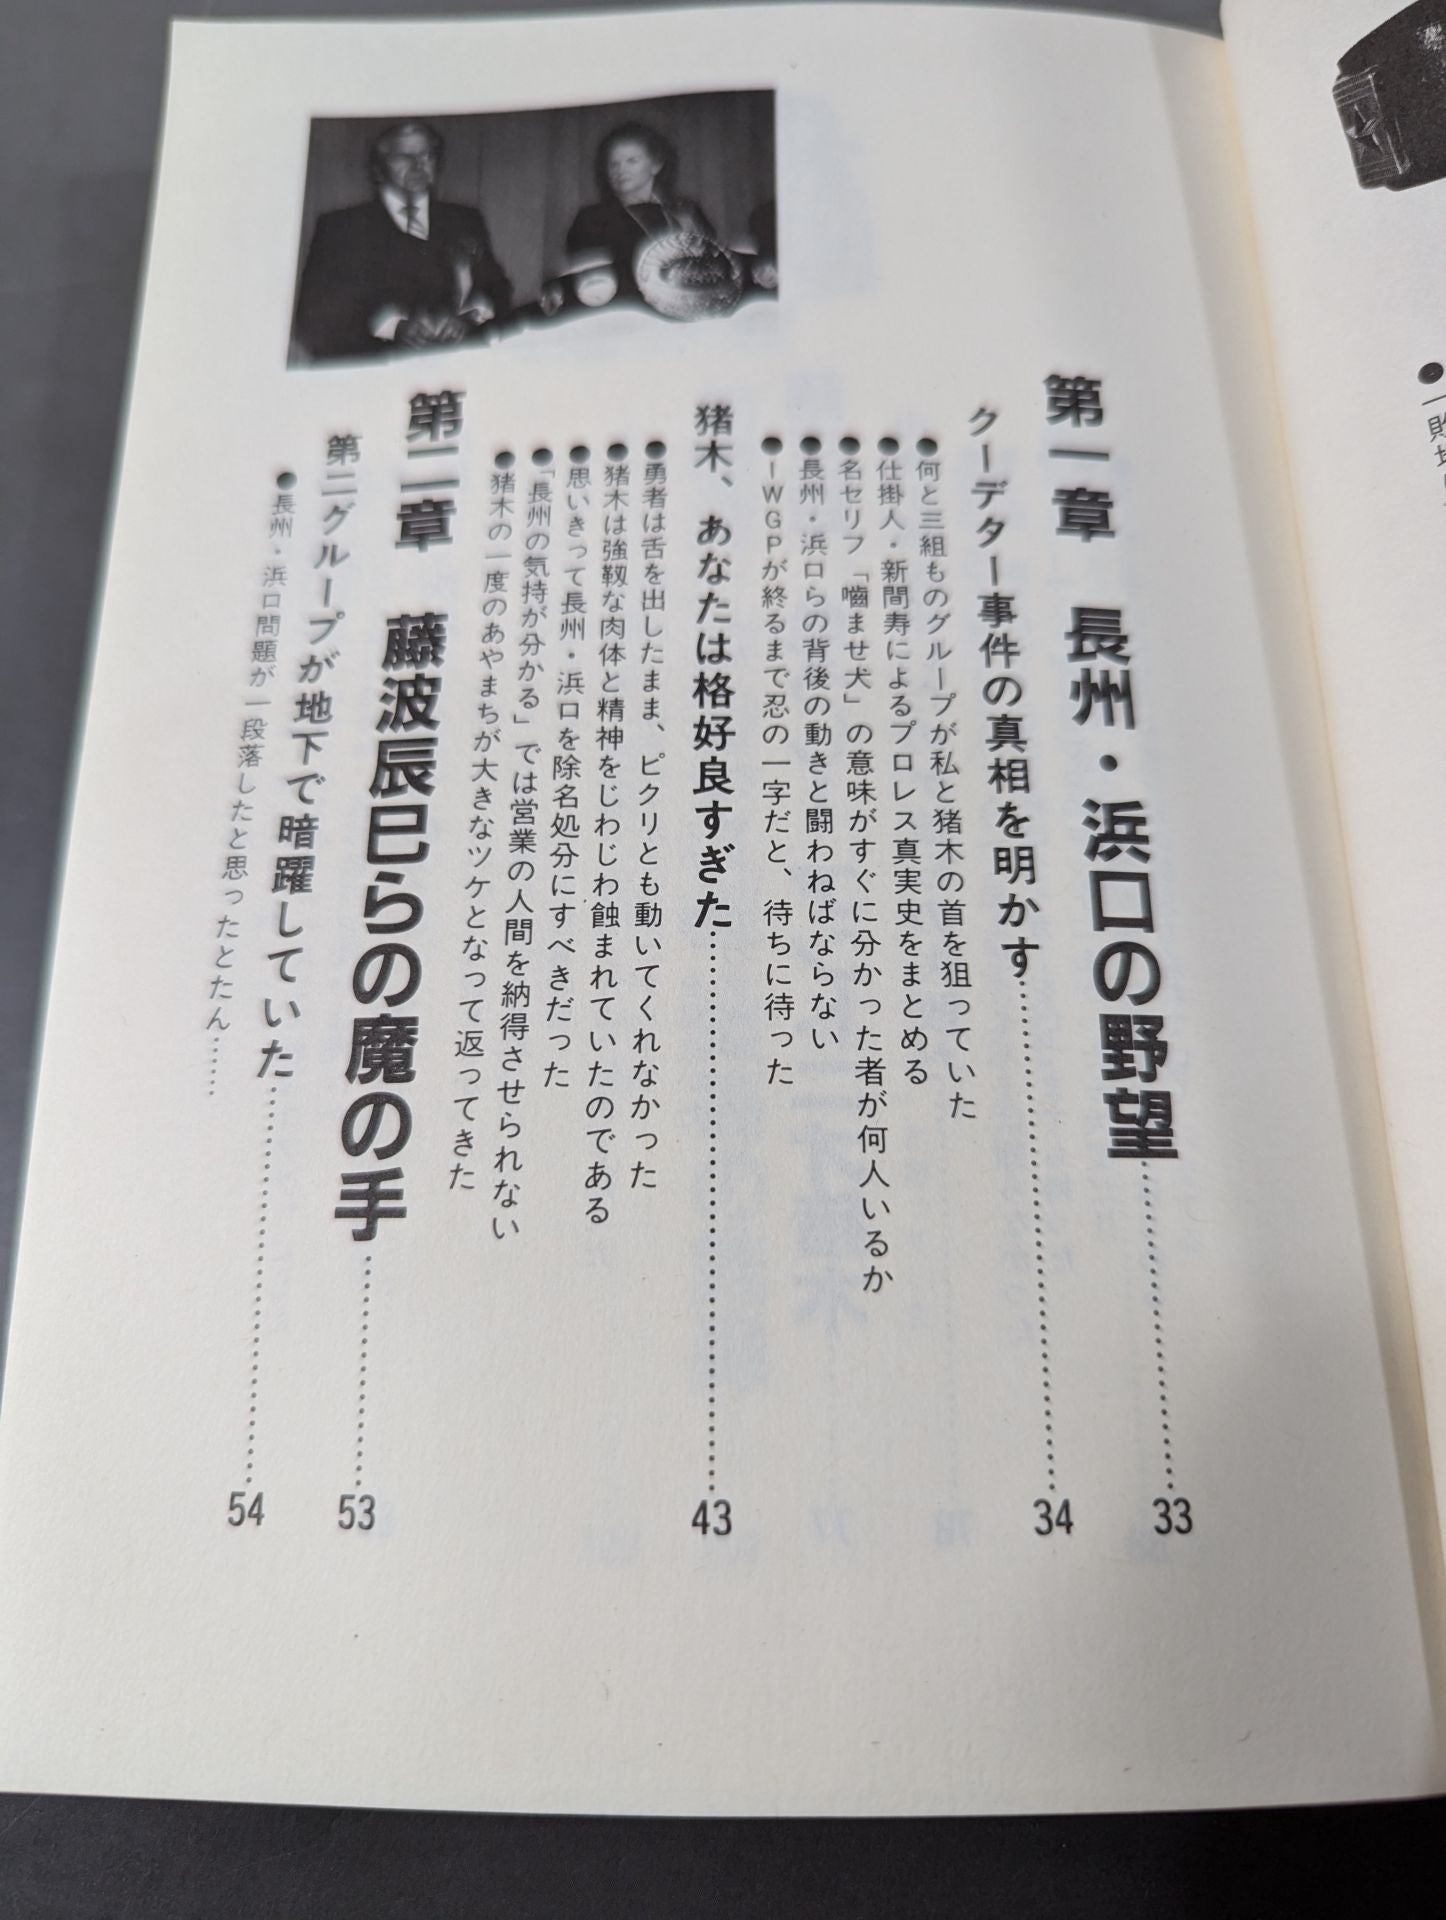 第一章　長州・浜口の野望……33
クーデター事件の真相を明かす……34
●何と三組ものグループが私と猪木の首を狙っていた
●仕掛人・新間寿によるプロレス真実史をまとめる
●名セリフ「嚙ませ犬」の意味がすぐに分かった者が何人いるか
●長州・浜口らの背後の動きと闘わねばならない
●IWGPが終るまで忍の一字だと、待ちに待った
猪木、あなたは格好良すぎた……43
●勇者は舌を出したまま、ピクリとも動いてくれなかった
●猪木は強靱な肉体と精神をじわじわ蝕まれていたのである
●思いきって長州・浜口を除名処分にすべきだった
●「長州の気持が分かる」では営業の人間を納得させられない
●猪木の一度のあやまちが大きなツケとなって返ってきた
第二章　藤波辰巳らの魔の手……53
第二グループが地下で暗躍していた……54
●長州・浜口問題が一段落したと思ったとたん……